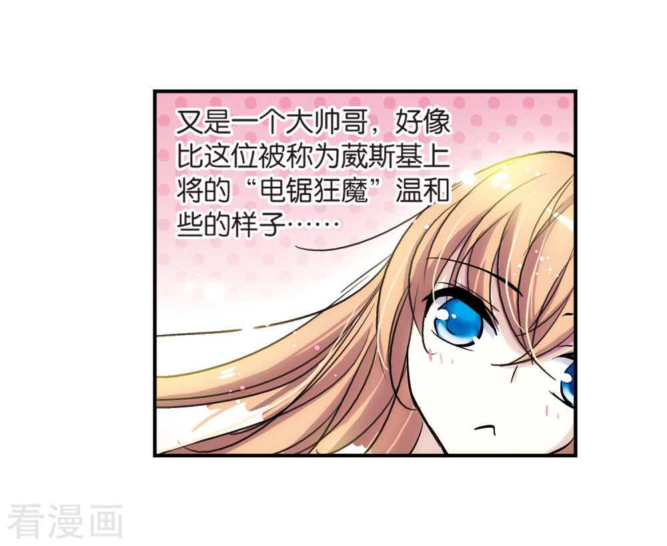 又是一个大帅哥，好像
比这位被称为葳斯基上
将的“电锯狂魔”温和
些的样子……
看漫画